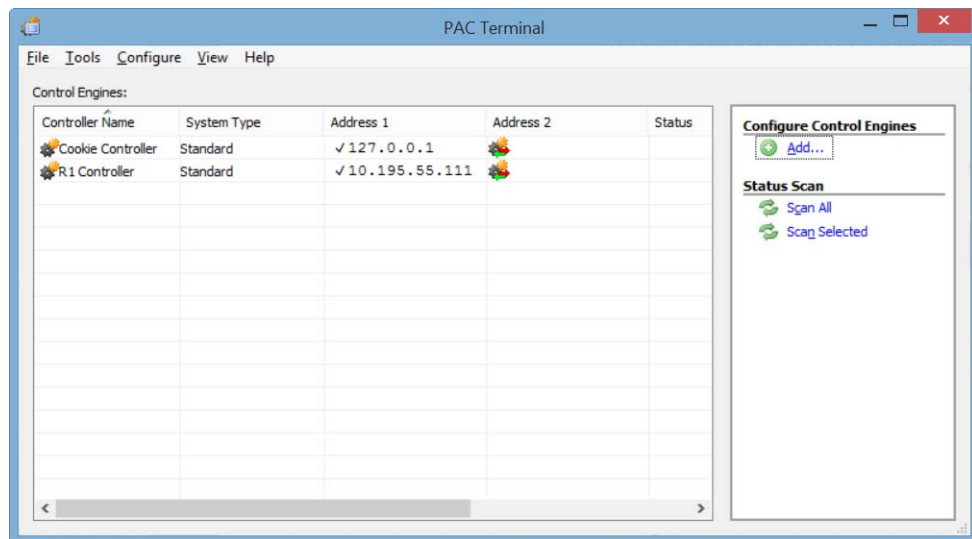 PAC Terminal
File Tools Configure View Help
Control Engines:
Controller Name System Type Address 1 Address 2 Status
Cookie Controller Standard ✓127.0.0.1
R1 Controller Standard ✓10.195.55.111
Configure Control Engines
Add...
Status Scan
Scan All
Scan Selected